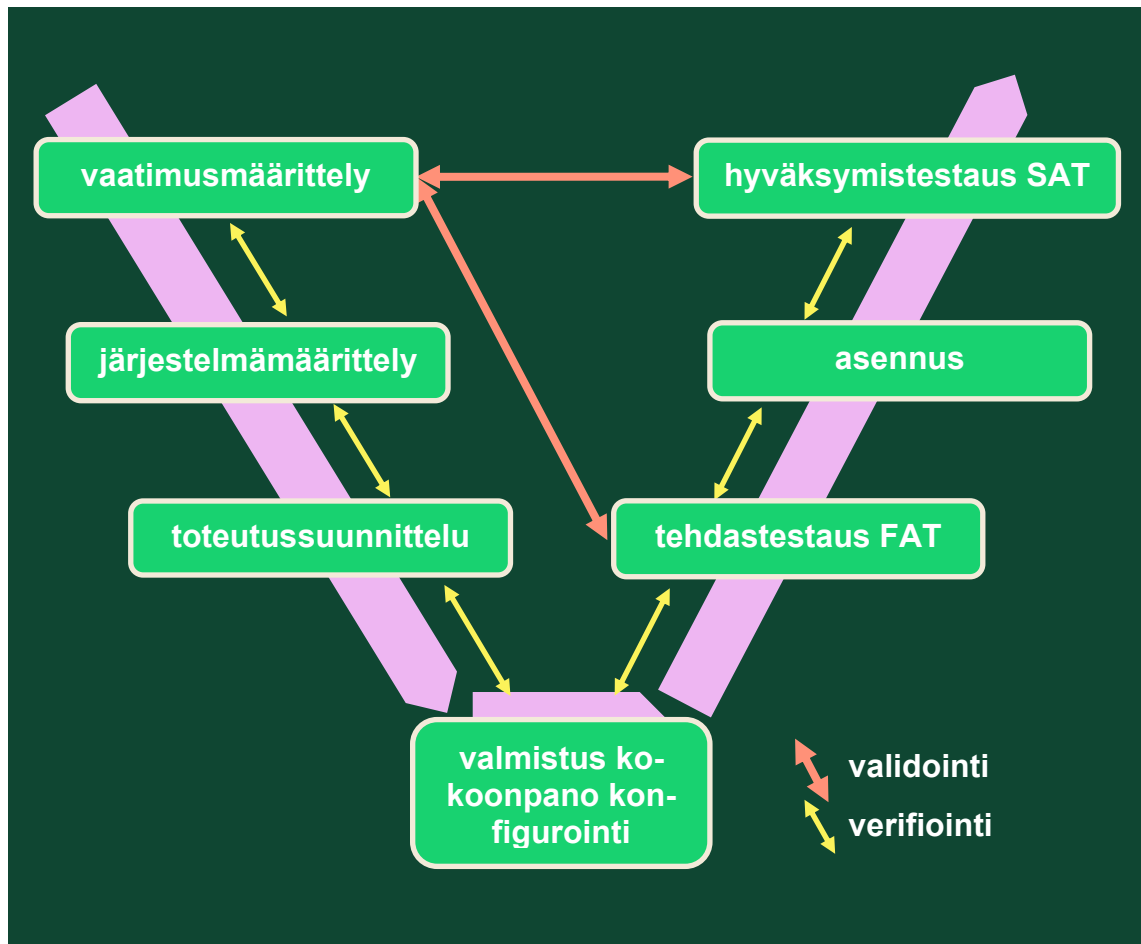 vaatimusmäärittely
hyväksymistestaus SAT
järjestelmämäärittely
asennus
toteutussuunnittelu
tehdastestaus FAT
valmistus ko-
koonpano kon-
figurointi
validointi
verifiointi